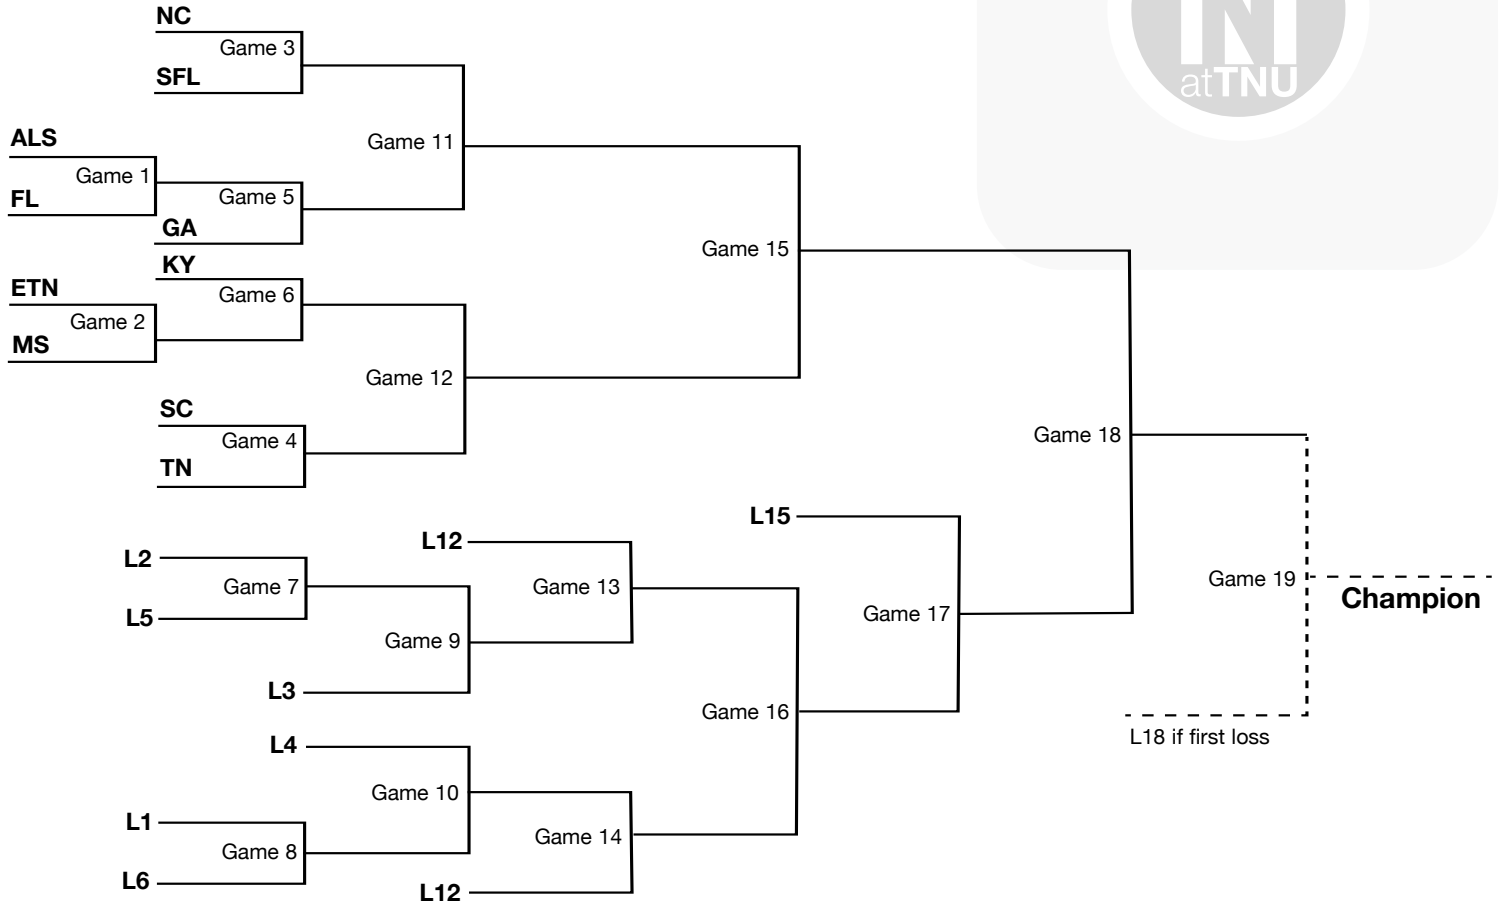 NC
Game 3
SFL
atTNU
ALS
Game 11
Game 1
FL
Game 5
GA
Game 15
KY
ETN
Game 6
Game 2
MS
Game 12
SC
Game 4
TN
Game 18
L15
L12
L2
Game 7
Game 13
L5
Game 9
Game 17
Game 19
Champion
L3
Game 16
L4
L18 if first loss
Game 10
L1
Game 8
Game 14
L6
L12